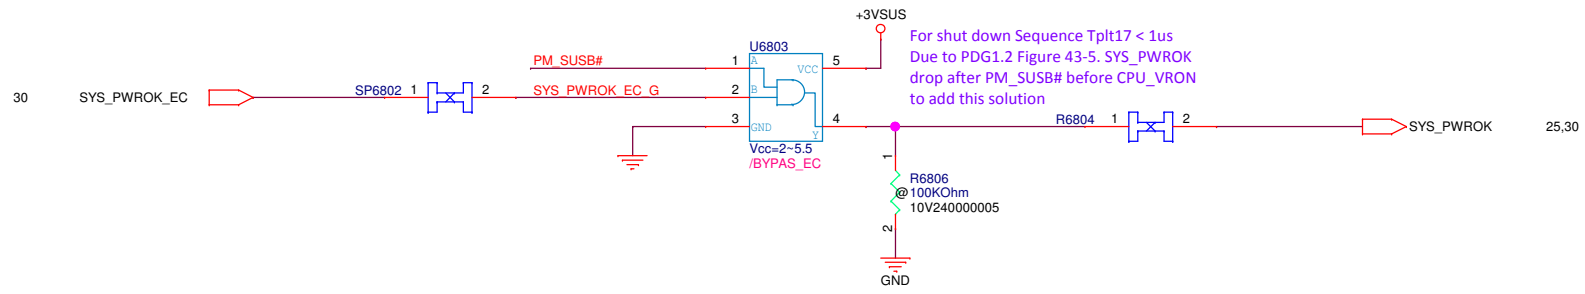 +3VSUS
For shut down Sequence Tplt17 < 1us
Due to PDG1.2 Figure 43-5. SYS_PWROK
drop after PM_SUSB# before CPU_VRON
to add this solution
U6803
PM_SUSB#
1
A
VCC
5
30
SYS_PWROK_EC
SP6802
1
2
SYS_PWROK_EC_G
2
B
3
GND
Y
4
Vcc=2~5.5
/BYPAS_EC
R6804
1
2
SYS_PWROK
25,30
1
R6806
@100KOhm
10V240000005
2
GND